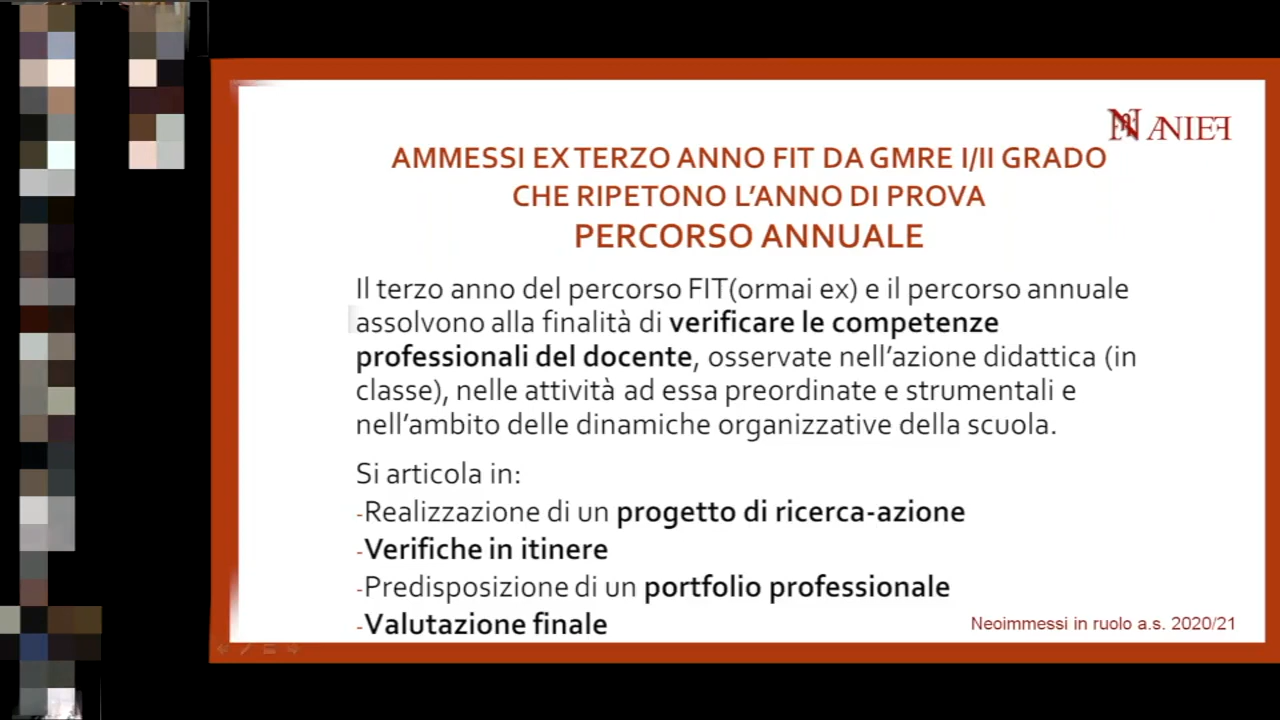 ANIEF
AMMESSI EX TERZO ANNO FIT DA GMRE I/II GRADO
CHE RIPETONO L'ANNO DI PROVA
PERCORSO ANNUALE
Il terzo anno del percorso FIT(ormai ex) e il percorso annuale
assolvono alla finalità di verificare le competenze
professionali del docente, osservate nell'azione didattica (in
classe), nelle attività ad essa preordinate e strumentali e
nell'ambito delle dinamiche organizzative della scuola.
Si articola in:
-Realizzazione di un progetto di ricerca-azione
-Verifiche in itinere
-Predisposizione di un portfolio professionale
-Valutazione finale
Neoimmessi in ruolo a.s. 2020/21